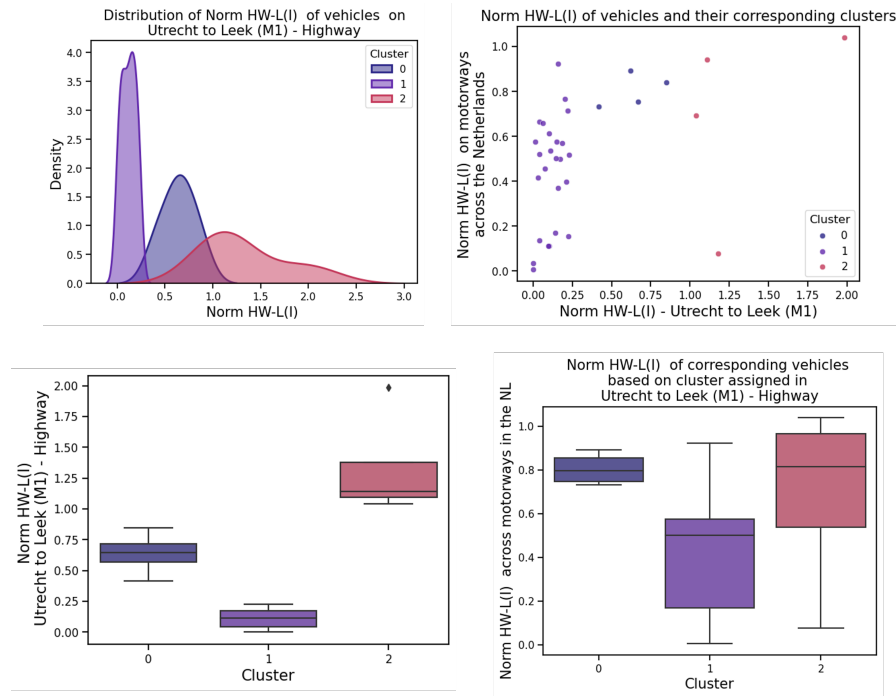 Distribution of Norm HW-L(I) of vehicles on
Utrecht to Leek (M1) - Highway
Cluster
0
1
2
4.0
3.5
3.0
2.5
2.0
1.5
1.0
0.5
0.0
Density
0.0 0.5 1.0 1.5 2.0 2.5 3.0
Norm HW-L(I)
Norm HW-L(I) of vehicles and their corresponding clusters
1.0
0.8
0.6
0.4
0.2
0.0
Norm HW-L(I) on motorways
across the Netherlands
Cluster
0
1
2
0.00 0.25 0.50 0.75 1.00 1.25 1.50 1.75 2.00
Norm HW-L(I) - Utrecht to Leek (M1)
2.00
1.75
1.50
1.25
1.00
0.75
0.50
0.25
0.00
Norm HW-L(I)
Utrecht to Leek (M1) - Highway
0 1 2
Cluster
Norm HW-L(I) of corresponding vehicles
based on cluster assigned in
Utrecht to Leek (M1) - Highway
1.0
0.8
0.6
0.4
0.2
0.0
Norm HW-L(I) across motorways in the NL
0 1 2
Cluster